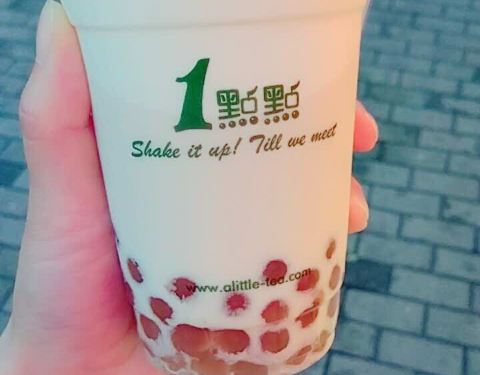 1點點
Shake it up! Till we meet
www.alittle-tea.com